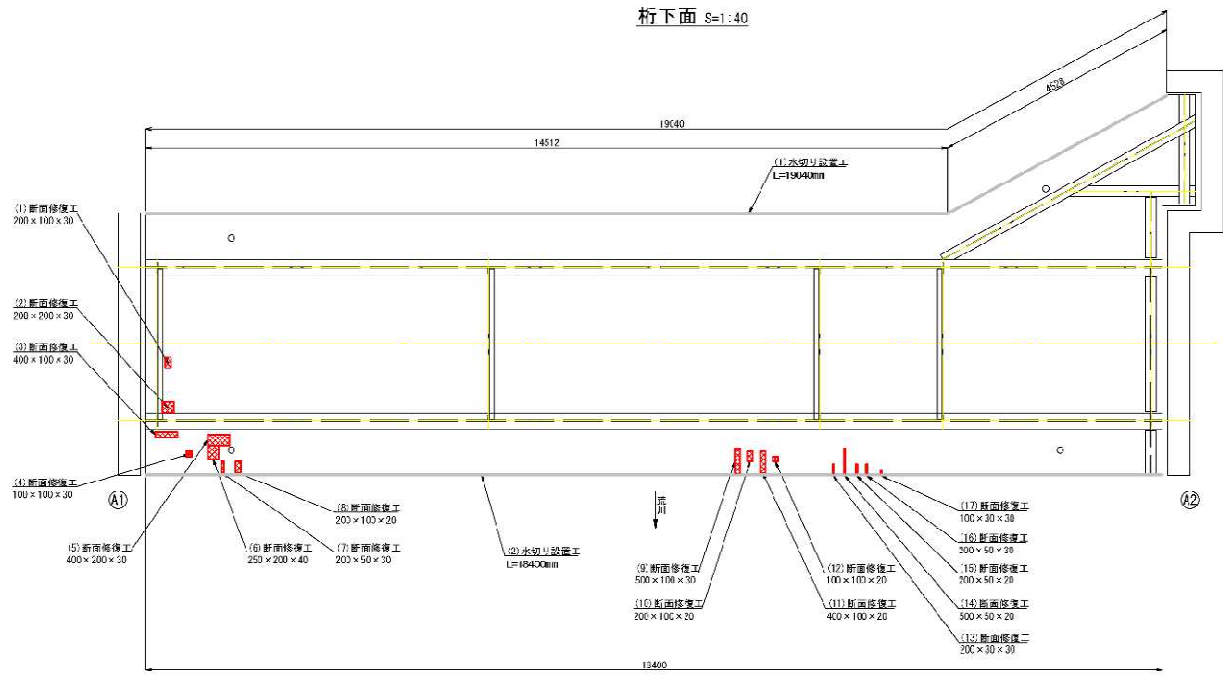 桁下面 S=1:40
4528
19040
14512
(1)水切り設置工
L=19040mm
(1)断面修復工
200×100×30
(2)断面修復工
200×200×30
(3)断面修復工
400×100×30
(4)断面修復工
100×100×30
A1
A2
(5)断面修復工
400×200×30
(6)断面修復工
250×200×40
(7)断面修復工
200×50×30
(8)断面修復工
200×100×20
(2)水切り設置工
L=18400mm
荒川
(9)断面修復工
500×100×30
(10)断面修復工
200×100×20
(12)断面修復工
100×100×20
(11)断面修復工
400×100×20
(17)断面修復工
100×30×30
(16)断面修復工
200×50×30
(15)断面修復工
200×50×20
(14)断面修復工
500×50×20
(13)断面修復工
200×30×30
18400